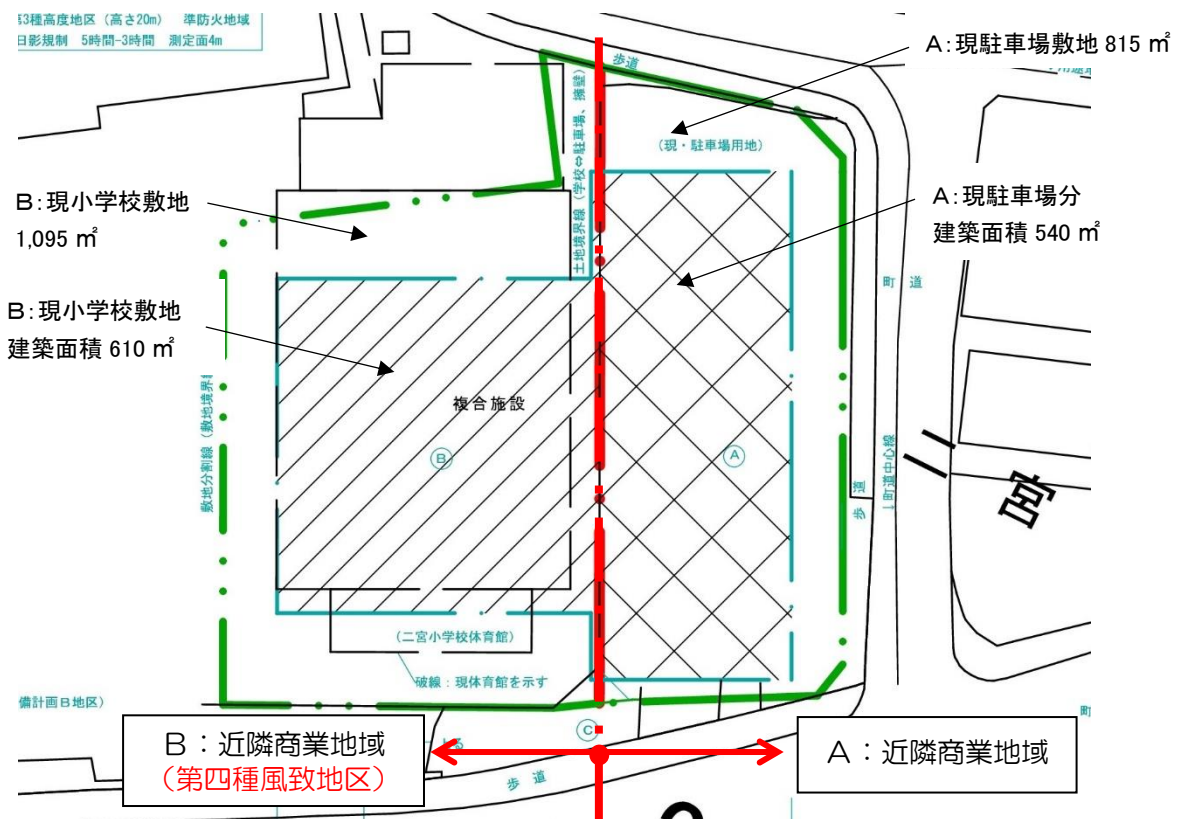 第3種高度地区（高さ20m） 準防火地域
日影規制 5時間-3時間 測定面4m
A：現駐車場敷地 815 ㎡
歩道
（現・駐車場用地）
土地境界線（学校⇔駐車場、擁壁）
B：現小学校敷地
1,095 ㎡
A：現駐車場分
建築面積 540 ㎡
町 道
B：現小学校敷地
建築面積 610 ㎡
複合施設
B
A
敷地分割線（敷地境界
歩 道
町道中心線
二 宮
（二宮小学校体育館）
破線：現体育館を示す
備計画B地区）
町
C
B：近隣商業地域
（第四種風致地区）
A：近隣商業地域
歩 道